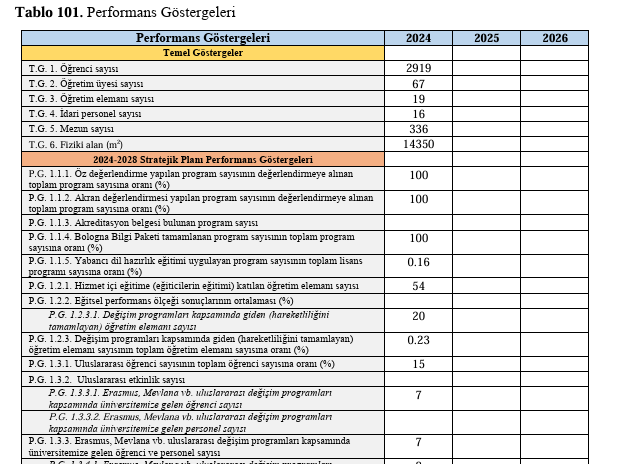 Tablo 101. Performans Göstergeleri
Performans Göstergeleri 2024 2025 2026
Temel Göstergeler
T.G. 1. Öğrenci sayısı 2919
T.G. 2. Öğretim üyesi sayısı 67
T.G. 3. Öğretim elemanı sayısı 19
T.G. 4. İdari personel sayısı 16
T.G. 5. Mezun sayısı 336
T.G. 6. Fiziki alan (m²) 14350
2024-2028 Stratejik Planı Performans Göstergeleri
P.G. 1.1.1. Öz değerlendirme yapılan program sayısının değerlendirmeye alınan
toplam program sayısına oranı (%) 100
P.G. 1.1.2. Akran değerlendirmesi yapılan program sayısının değerlendirmeye alınan
toplam program sayısına oranı (%) 100
P.G. 1.1.3. Akreditasyon belgesi bulunan program sayısı
P.G. 1.1.4. Bologna Bilgi Paketi tamamlanan program sayısının toplam program
sayısına oranı (%) 100
P.G. 1.1.5. Yabancı dil hazırlık eğitimi uygulayan program sayısının toplam lisans
programı sayısına oranı (%) 0.16
P.G. 1.2.1. Hizmet içi eğitime (eğiticilerin eğitimi) katılan öğretim elemanı sayısı 54
P.G. 1.2.2. Eğitsel performans ölçeği sonuçlarının ortalaması (%)
P.G. 1.2.3.1. Değişim programları kapsamında giden (hareketliliğini
tamamlayan) öğretim elemanı sayısı 20
P.G. 1.2.3. Değişim programları kapsamında giden (hareketliliğini tamamlayan)
öğretim elemanı sayısının toplam öğretim elemanı sayısına oranı (%) 0.23
P.G. 1.3.1. Uluslararası öğrenci sayısının toplam öğrenci sayısına oranı (%) 15
P.G. 1.3.2. Uluslararası etkinlik sayısı
P.G. 1.3.3.1. Erasmus, Mevlana vb. uluslararası değişim programları
kapsamında üniversitemize gelen öğrenci sayısı 7
P.G. 1.3.3.2. Erasmus, Mevlana vb. uluslararası değişim programları
kapsamında üniversitemize gelen personel sayısı
P.G. 1.3.3. Erasmus, Mevlana vb. uluslararası değişim programları kapsamında
üniversitemize gelen öğrenci ve personel sayısı 7